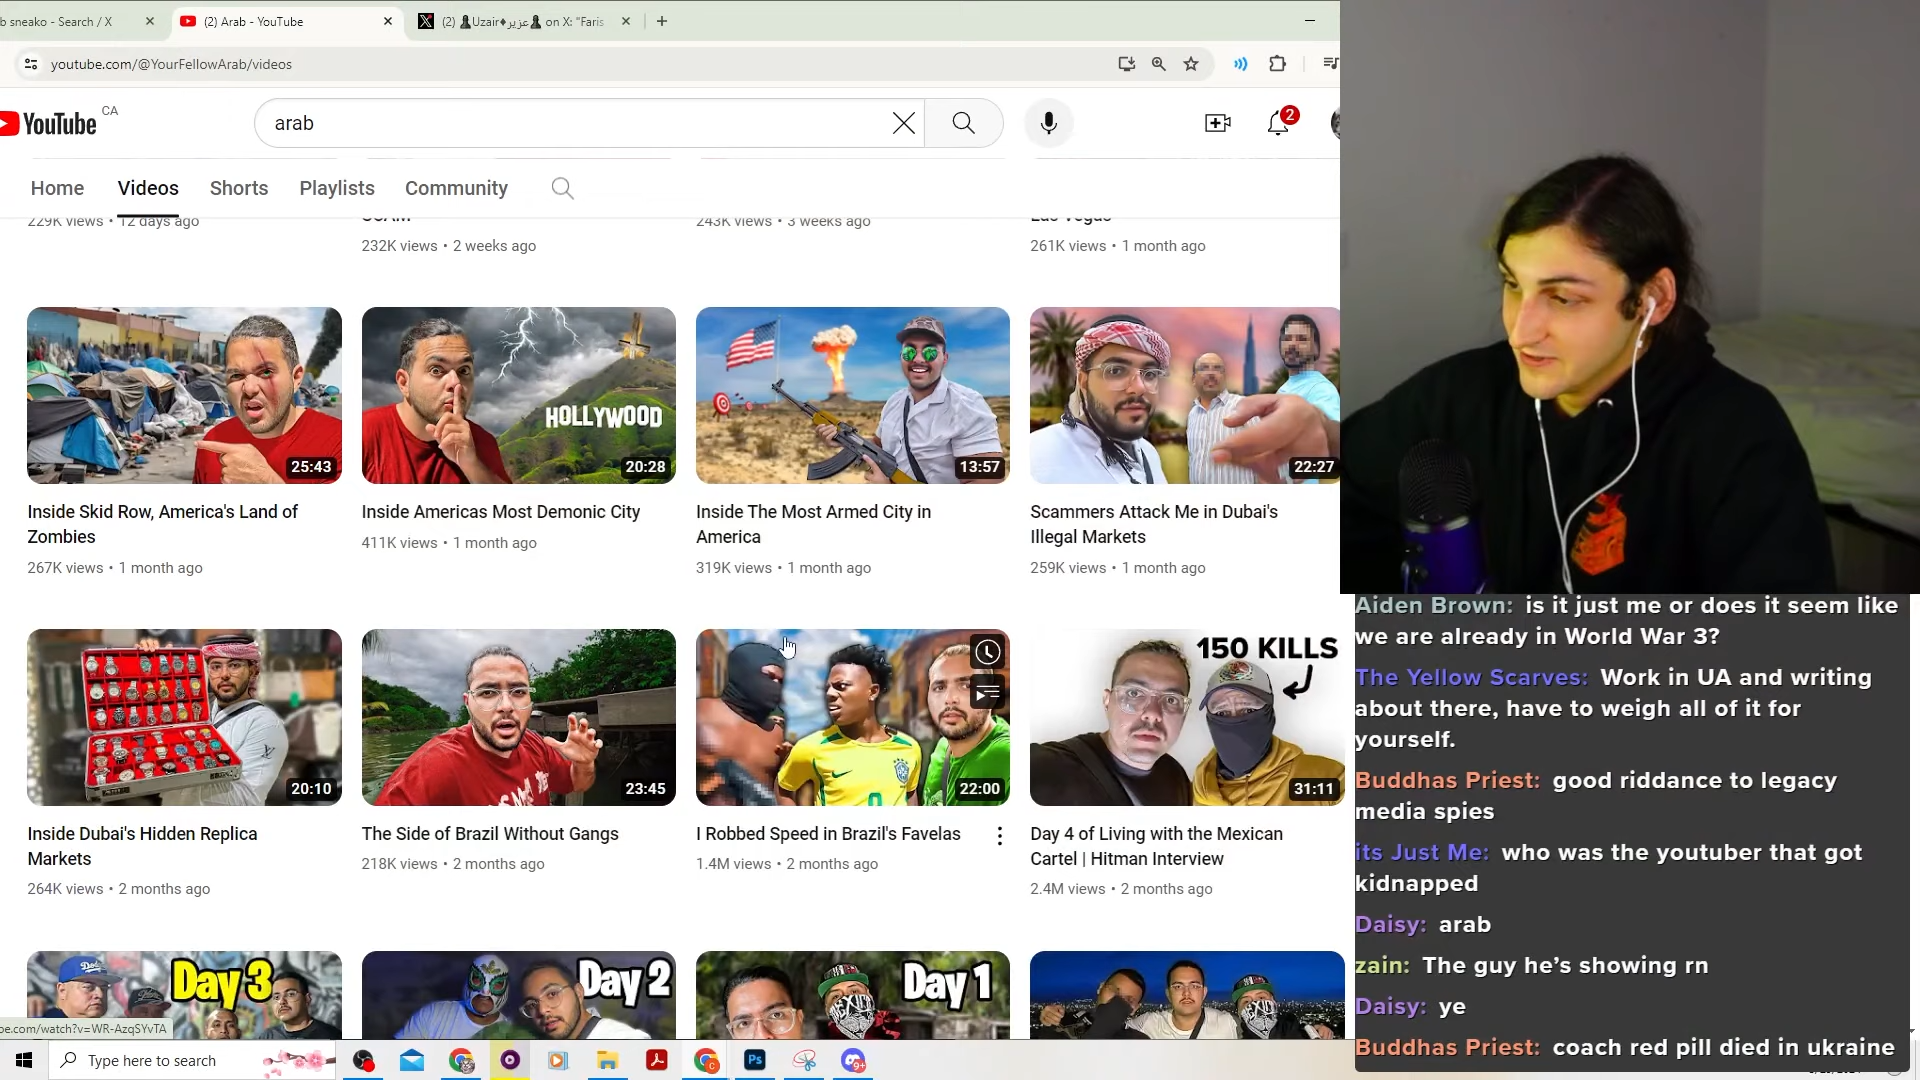 b sneako - Search / X
(2) Arab - YouTube
(2) ♟Uzair♦عزیر♟ on X: "Faris
youtube.com/@YourFellowArab/videos
YouTube CA
arab
2
Home
Videos
Shorts
Playlists
Community
229K views • 12 days ago
SCAM
232K views • 2 weeks ago
243K views • 3 weeks ago
Las Vegas
261K views • 1 month ago
25:43
HOLLYWOOD
20:28
13:57
22:27
Inside Skid Row, America's Land of
Zombies
267K views • 1 month ago
Inside Americas Most Demonic City
411K views • 1 month ago
Inside The Most Armed City in
America
319K views • 1 month ago
Scammers Attack Me in Dubai's
Illegal Markets
259K views • 1 month ago
20:10
23:45
22:00
150 KILLS
31:11
Inside Dubai's Hidden Replica
Markets
264K views • 2 months ago
The Side of Brazil Without Gangs
218K views • 2 months ago
I Robbed Speed in Brazil's Favelas
1.4M views • 2 months ago
Day 4 of Living with the Mexican
Cartel | Hitman Interview
2.4M views • 2 months ago
Day 3
Day 2
Day 1
be.com/watch?v=WR-AzqSYvTA
Type here to search
Ps
9+
Aiden Brown: is it just me or does it seem like
we are already in World War 3?
The Yellow Scarves: Work in UA and writing
about there, have to weigh all of it for
yourself.
Buddhas Priest: good riddance to legacy
media spies
its Just Me: who was the youtuber that got
kidnapped
Daisy: arab
zain: The guy he's showing rn
Daisy: ye
Buddhas Priest: coach red pill died in ukraine